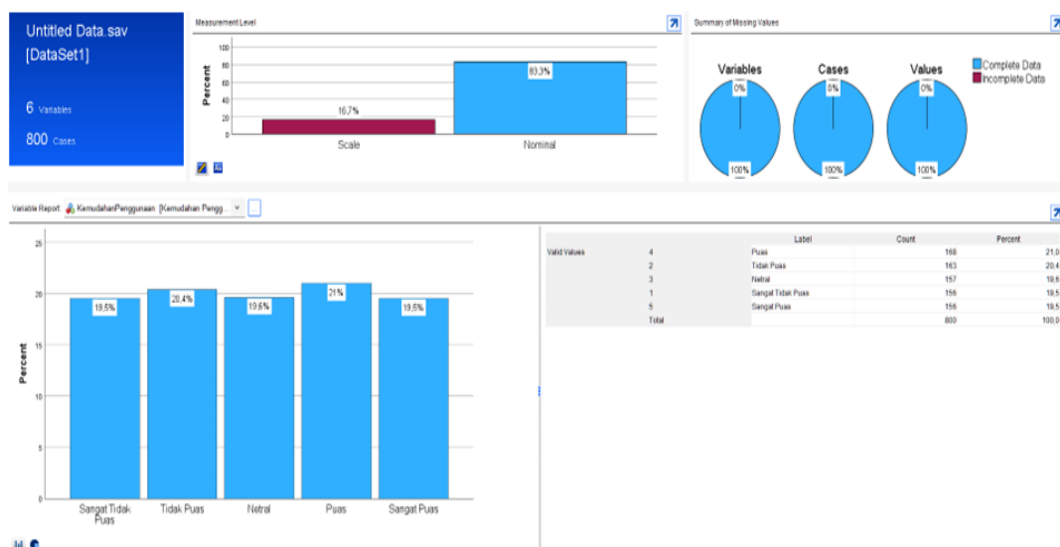 Untitled Data.sav
[DataSet1]
6 Variables
800 Cases
Measurement Level
Percent
100
80
60
40
20
0
16,7%
83,3%
Scale
Nominal
Summary of Missing Values
Variables
Cases
Values
0%
0%
0%
100%
100%
100%
Complete Data
Incomplete Data
Variable Report: KemudahanPenggunaan [Kemudahan Pengg...
Percent
25
20
15
10
5
0
19,5%
20,4%
19,6%
21%
19,5%
Sangat Tidak Puas
Tidak Puas
Netral
Puas
Sangat Puas
Label Count Percent
Valid Values 4 Puas 168 21,0
2 Tidak Puas 163 20,4
3 Netral 157 19,6
1 Sangat Tidak Puas 156 19,5
5 Sangat Puas 156 19,5
Total 800 100,0